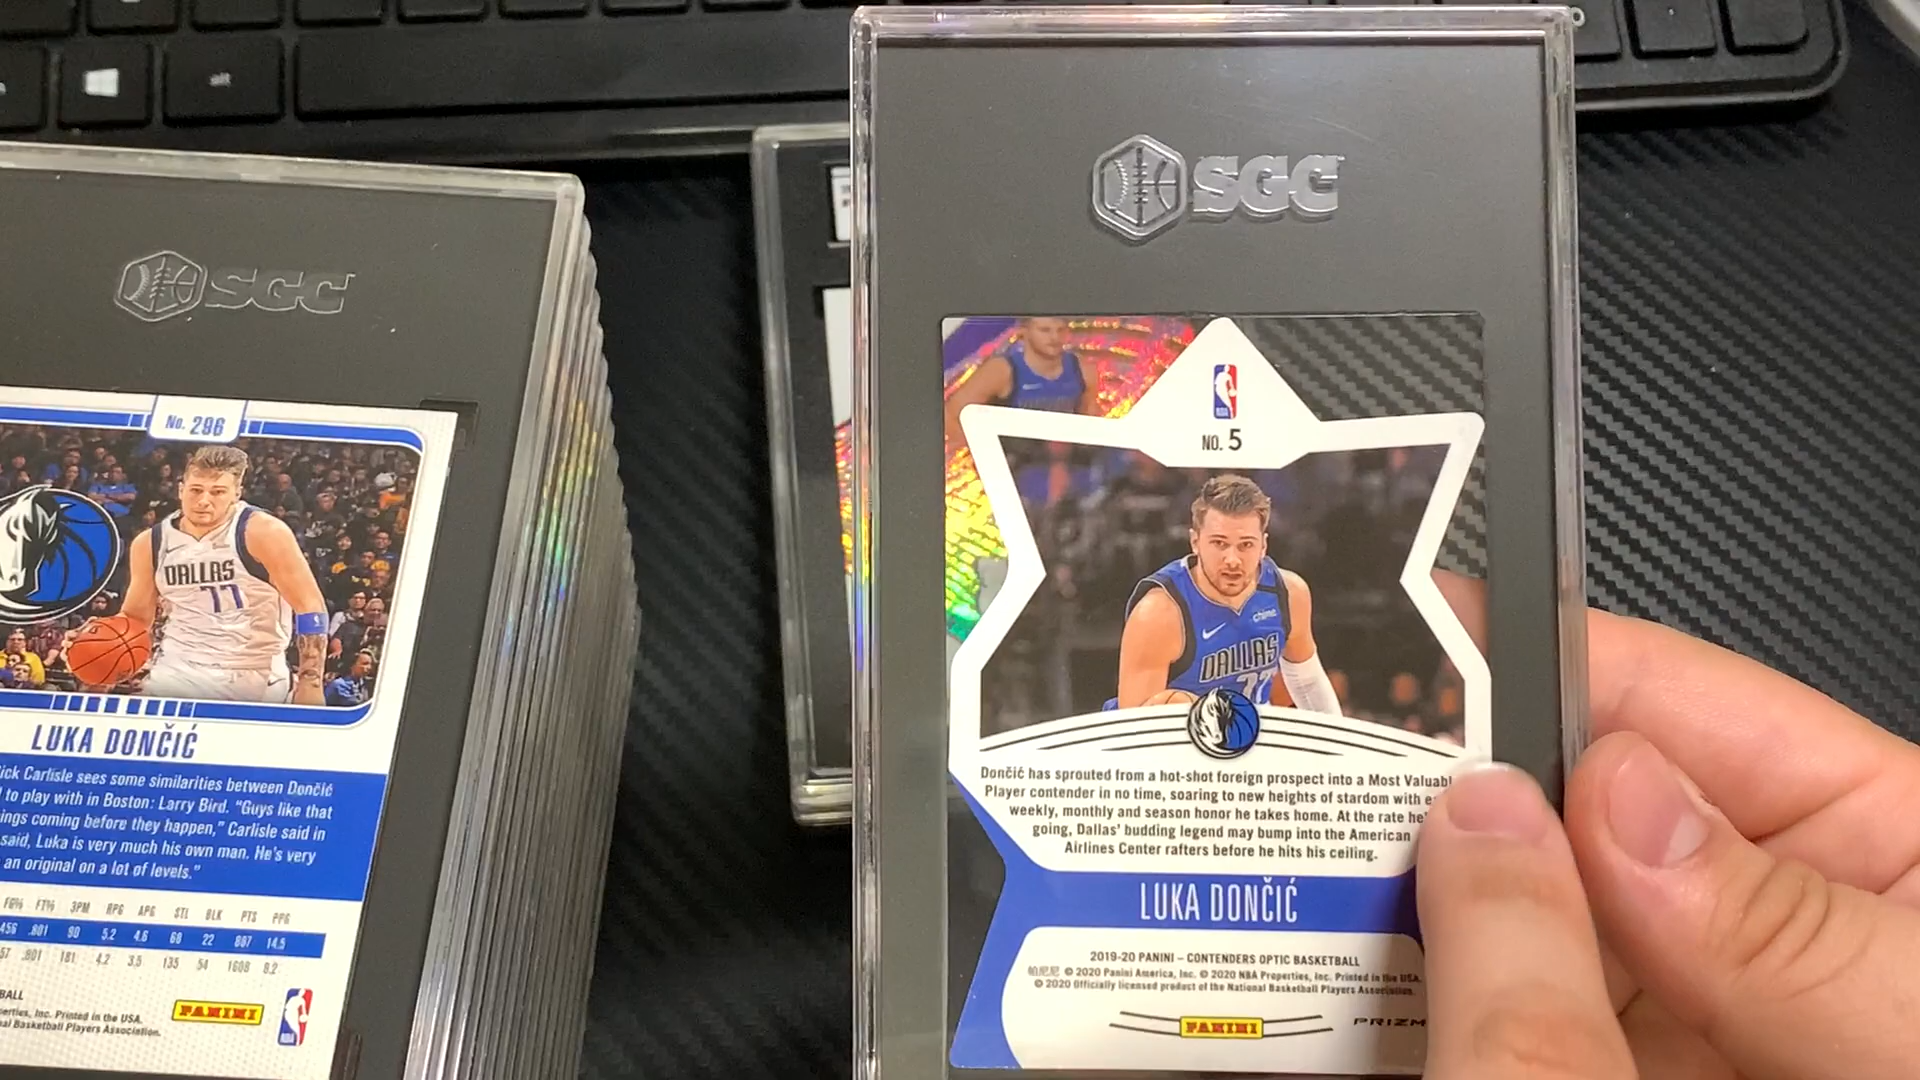 alt
SGC
No. 296
DALLAS
77
LUKA DONČIĆ
ick Carlisle sees some similarities between Dončić
to play with in Boston: Larry Bird. "Guys like that
ings coming before they happen," Carlisle said in
said, Luka is very much his own man. He's very
an original on a lot of levels."
FG% FT% 3PM RPG APG STL BLK PTS PPG
456 .801 90 5.2 4.6 68 22 887 14.5
57 .801 181 4.2 3.5 135 54 1608 9.2
BALL
erties, Inc. Printed in the USA.
al Basketball Players Association.
PANINI
NBA
SGC
NBA
NO. 5
chime
DALLAS
77
Dončić has sprouted from a hot-shot foreign prospect into a Most Valuabl
Player contender in no time, soaring to new heights of stardom with e
weekly, monthly and season honor he takes home. At the rate he'
going, Dallas' budding legend may bump into the American
Airlines Center rafters before he hits his ceiling.
LUKA DONČIĆ
2019-20 PANINI – CONTENDERS OPTIC BASKETBALL
帕尼尼 © 2020 Panini America, Inc. © 2020 NBA Properties, Inc. Printed in the USA.
© 2020 Officially licensed product of the National Basketball Players Association.
PANINI
PRIZM